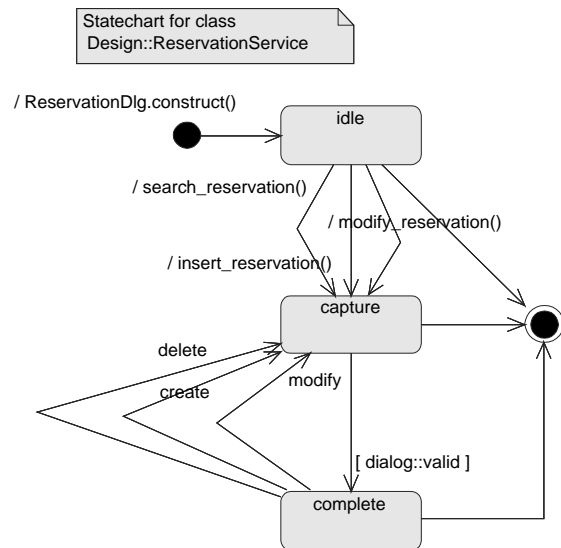 Statechart for class
Design::ReservationService
/ ReservationDlg.construct()
idle
/ search_reservation()
/ modify_reservation()
/ insert_reservation()
capture
delete
modify
create
[ dialog::valid ]
complete